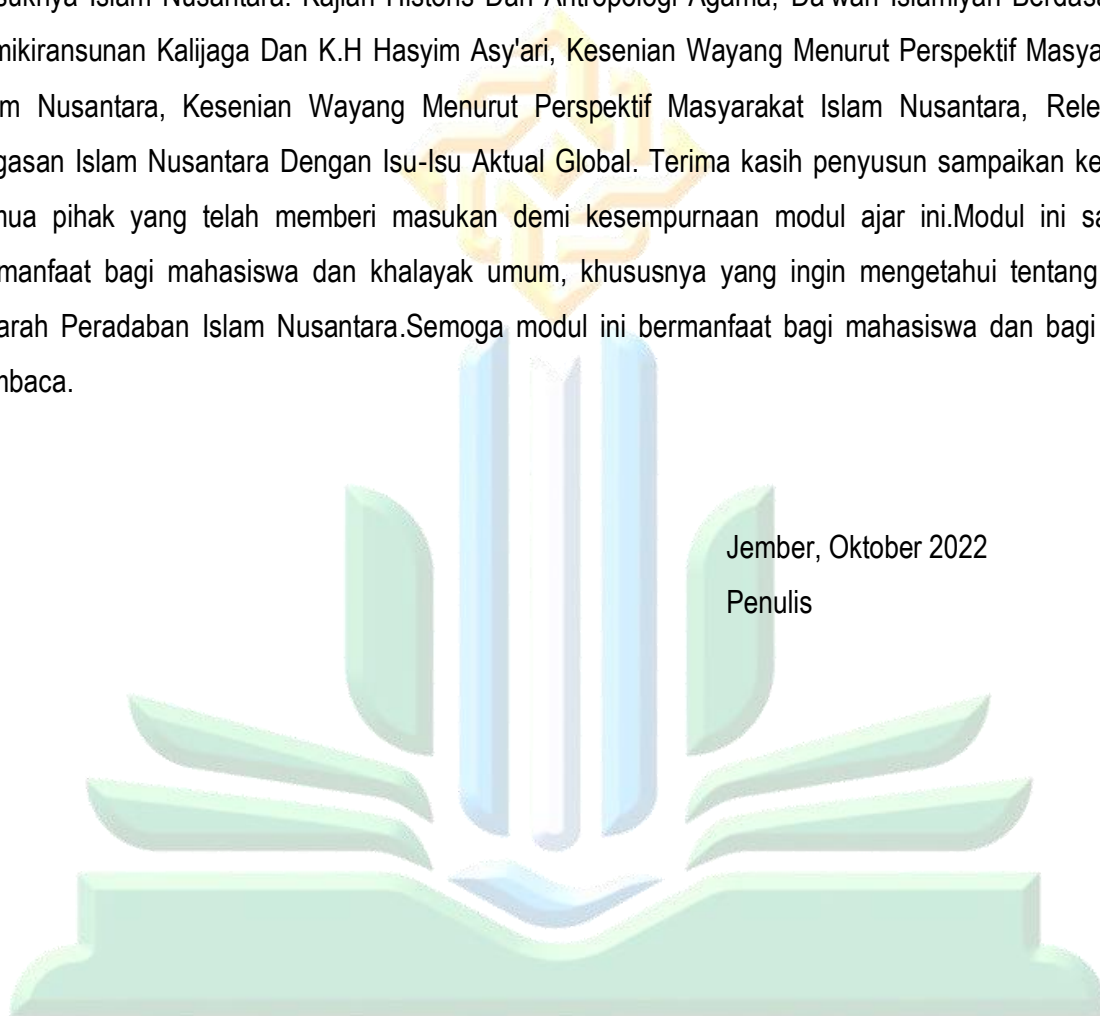 suknya Islam Nusantara: Kajian Historis Dan Antropologi Agama, Da'wah Islamiyah Berdasa
mikiransunan Kalijaga Dan K.H Hasyim Asy'ari, Kesenian Wayang Menurut Perspektif Masya
m Nusantara, Kesenian Wayang Menurut Perspektif Masyarakat Islam Nusantara, Rele
gasan Islam Nusantara Dengan Isu-Isu Aktual Global. Terima kasih penyusun sampaikan ke
ua pihak yang telah memberi masukan demi kesempurnaan modul ajar ini.Modul ini sa
manfaat bagi mahasiswa dan khalayak umum, khususnya yang ingin mengetahui tentang
arah Peradaban Islam Nusantara.Semoga modul ini bermanfaat bagi mahasiswa dan bagi
mbaca.
Jember, Oktober 2022
Penulis